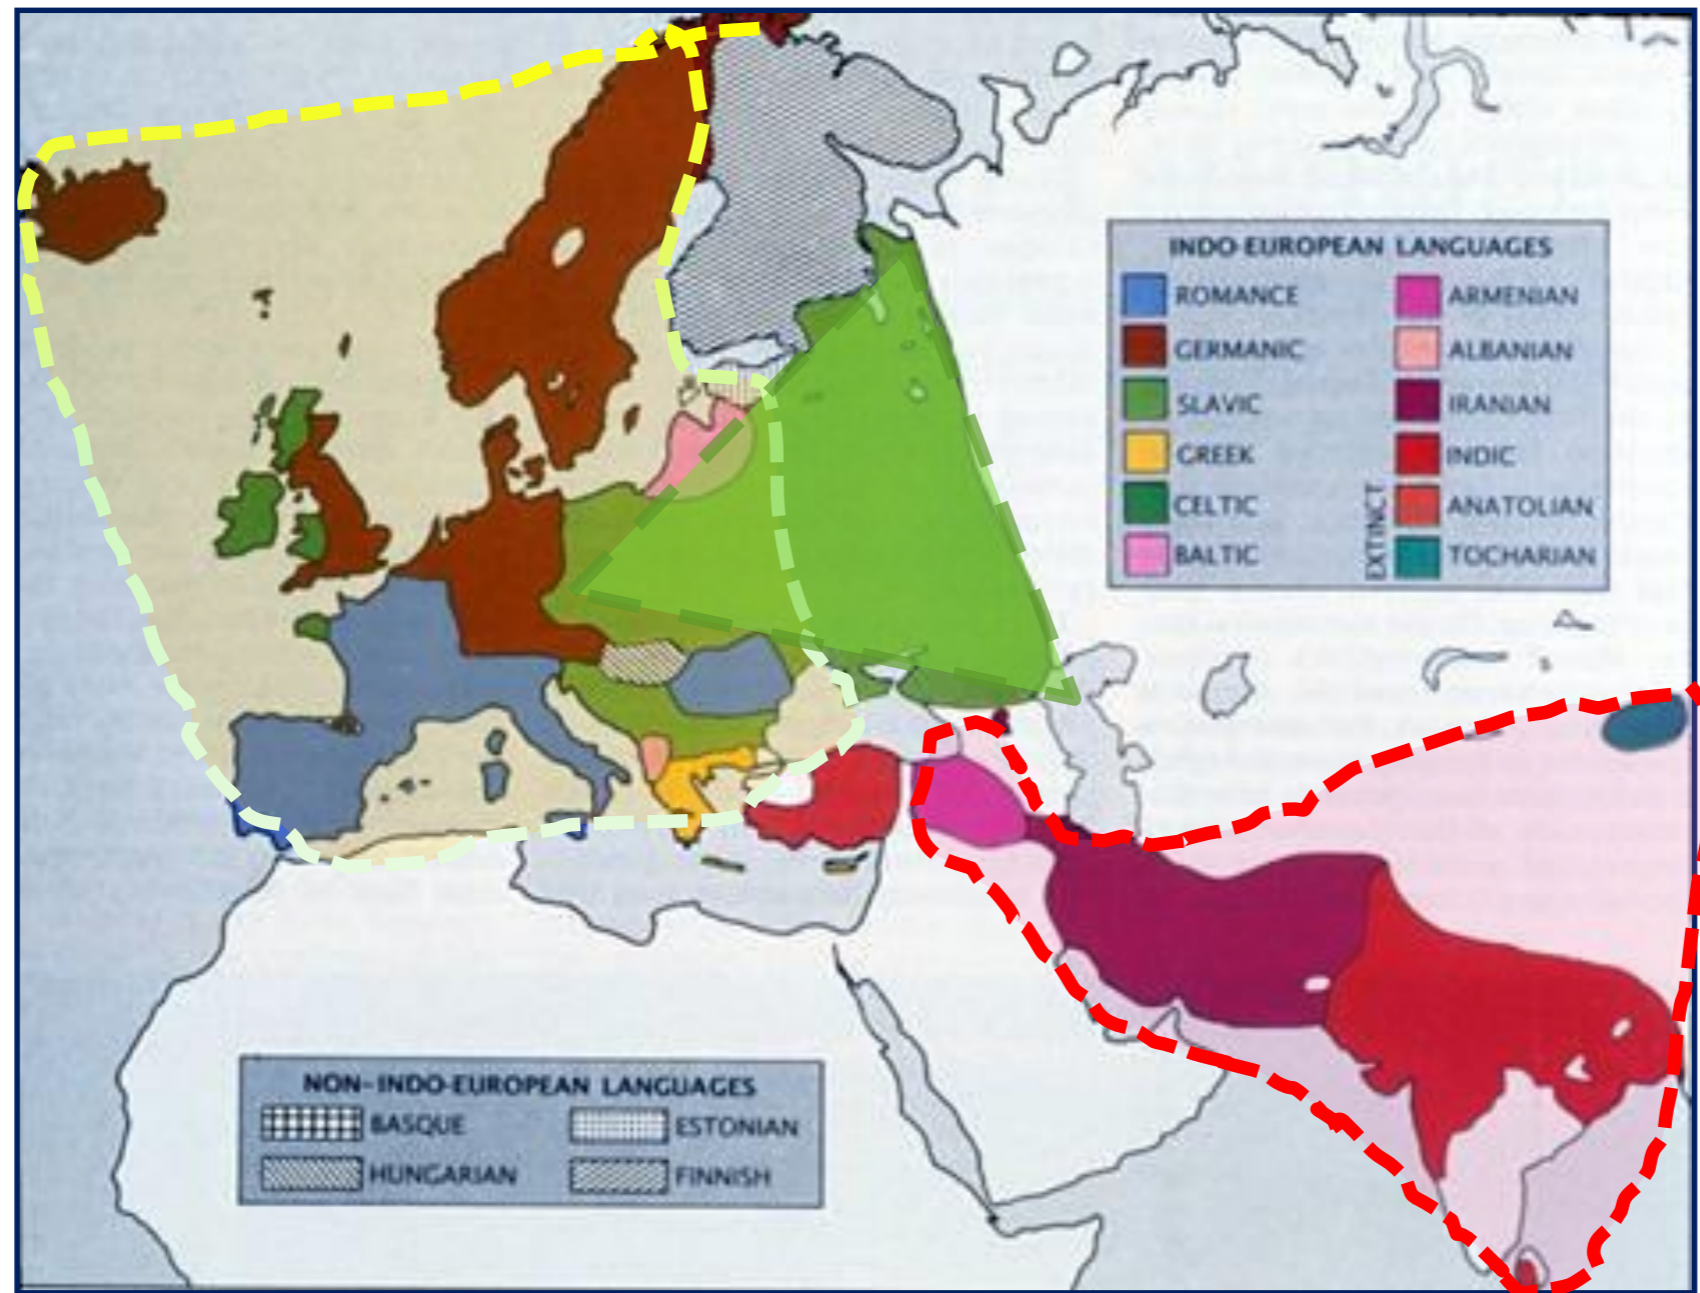 INDO-EUROPEAN LANGUAGES
ROMANCE
GERMANIC
SLAVIC
GREEK
CELTIC
BALTIC
ARMENIAN
ALBANIAN
IRANIAN
INDIC
EXTINCT
ANATOLIAN
TOCHARIAN
NON-INDO-EUROPEAN LANGUAGES
BASQUE
HUNGARIAN
ESTONIAN
FINNISH